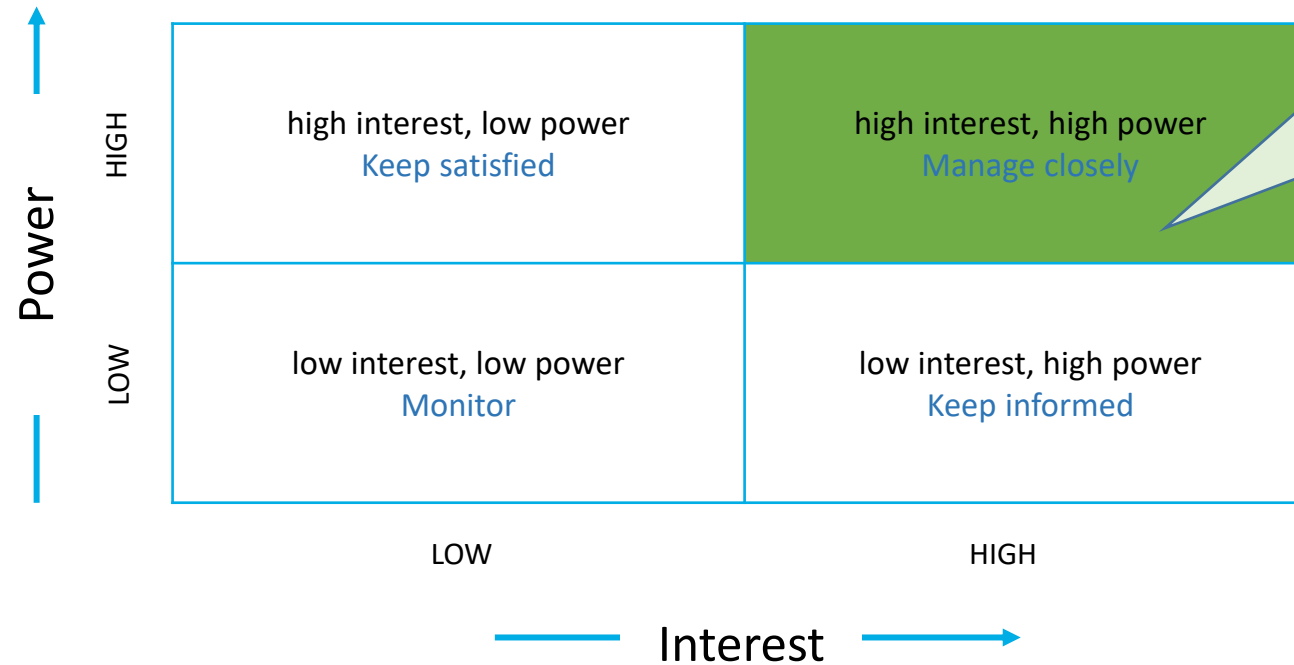 Power
HIGH
high interest, low power
Keep satisfied
high interest, high power
Manage closely
LOW
low interest, low power
Monitor
low interest, high power
Keep informed
LOW
HIGH
Interest